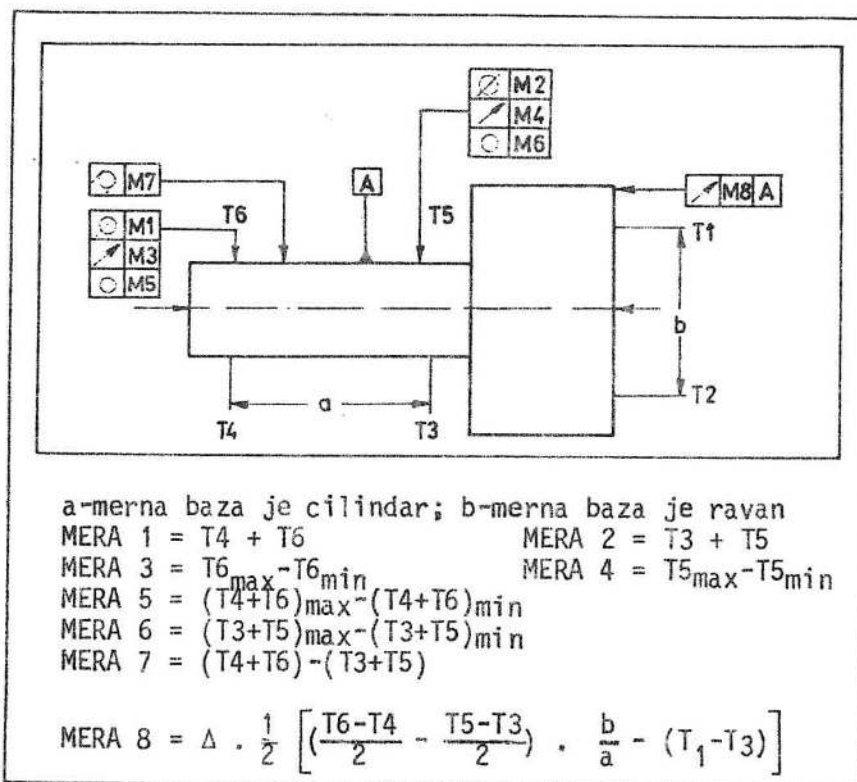 M2
M4
M6
M7
A
M8 A
M1
M3
M5
T6
T5
T1
b
a
T2
T4
T3
a-merna baza je cilindar; b-merna baza je ravan
MERA 1 = T4 + T6 MERA 2 = T3 + T5
MERA 3 = T6max-T6min MERA 4 = T5max-T5min
MERA 5 = (T4+T6)max-(T4+T6)min
MERA 6 = (T3+T5)max-(T3+T5)min
MERA 7 = (T4+T6)-(T3+T5)
MERA 8 = Δ . 1/2 [(T6-T4/2 - T5-T3/2) . b/a - (T1-T3)]